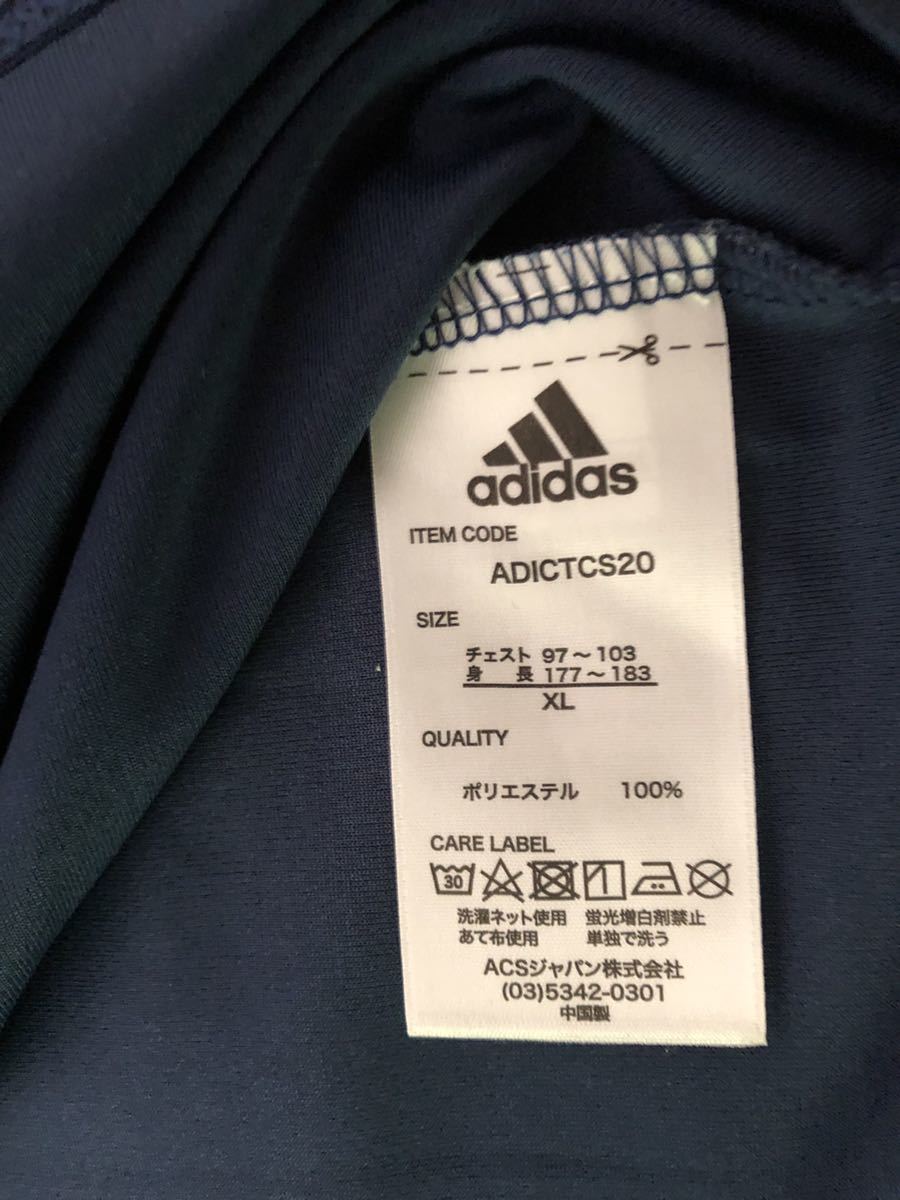 adidas
ITEM CODE
ADICTCS20
SIZE
チェスト 97～103
身 長 177～183
XL
QUALITY
ポリエステル 100%
CARE LABEL
30
洗濯ネット使用 蛍光増白剤禁止
あて布使用 単独で洗う
ACSジャパン株式会社
(03)5342-0301
中国製